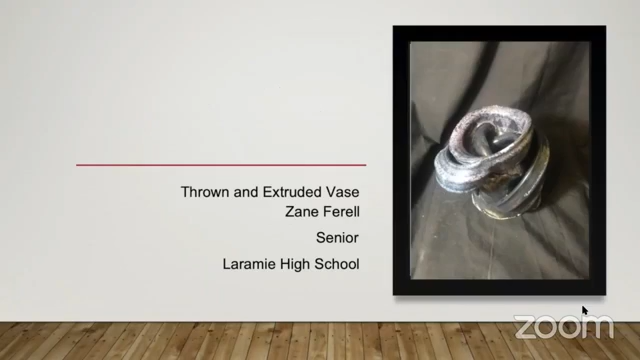 Thrown and Extruded Vase
Zane Ferell
Senior
Laramie High School
zoom